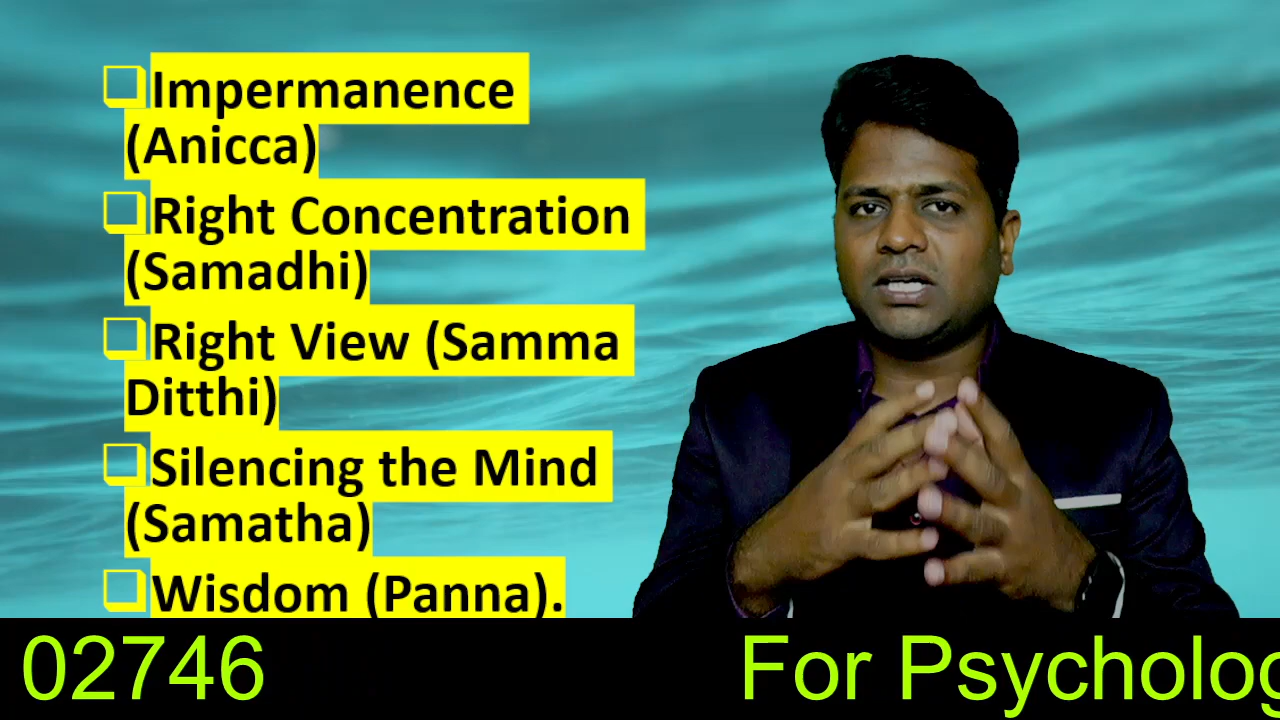 Impermanence
(Anicca)
Right Concentration
(Samadhi)
Right View (Samma
Ditthi)
Silencing the Mind
(Samatha)
Wisdom (Panna).
02746 For Psycholog